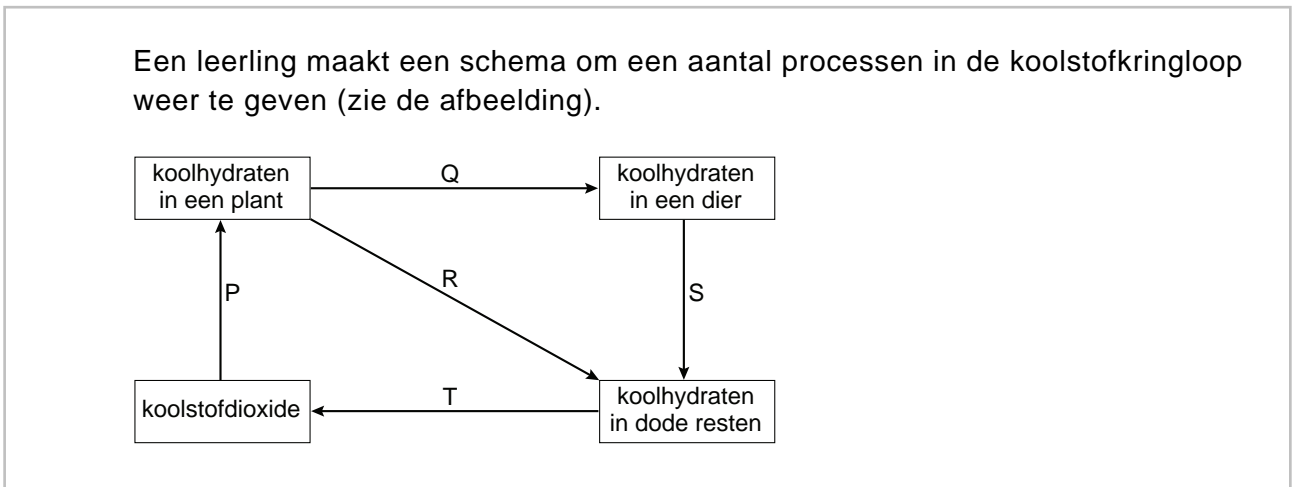 Een leerling maakt een schema om een aantal processen in de koolstofkringloop
weer te geven (zie de afbeelding).
koolhydraten
in een plant
Q
koolhydraten
in een dier
P
R
S
koolstofdioxide
T
koolhydraten
in dode resten